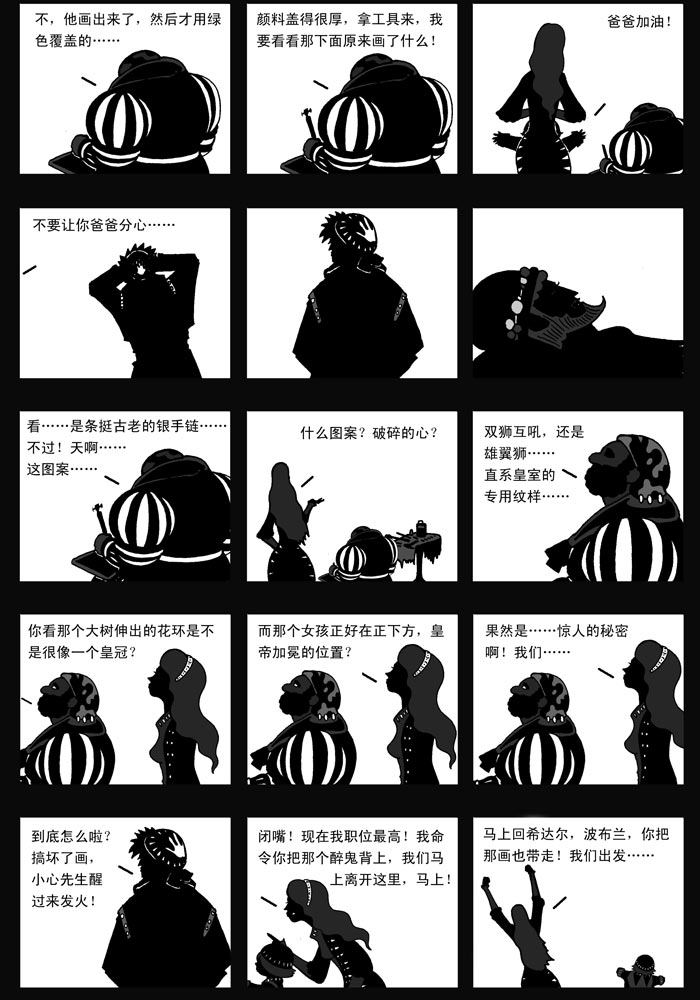 不，他画出来了，然后才用绿
色覆盖的……
颜料盖得很厚，拿工具来，我
要看看那下面原来画了什么！
爸爸加油！
不要让你爸爸分心……
看……是条挺古老的银手链……
不过！天啊……
这图案……
什么图案？破碎的心？
双狮互吼，还是
雄翼狮……
直系皇室的
专用纹样……
你看那个大树伸出的花环是不
是很像一个皇冠？
而那个女孩正好在正下方，皇
帝加冕的位置？
果然是……惊人的秘密
啊！我们……
到底怎么啦？
搞坏了画，
小心先生醒
过来发火！
闭嘴！现在我职位最高！我命
令你把那个醉鬼背上，我们马
上离开这里，马上！
马上回希达尔，波布兰，你把
那画也带走！我们出发……